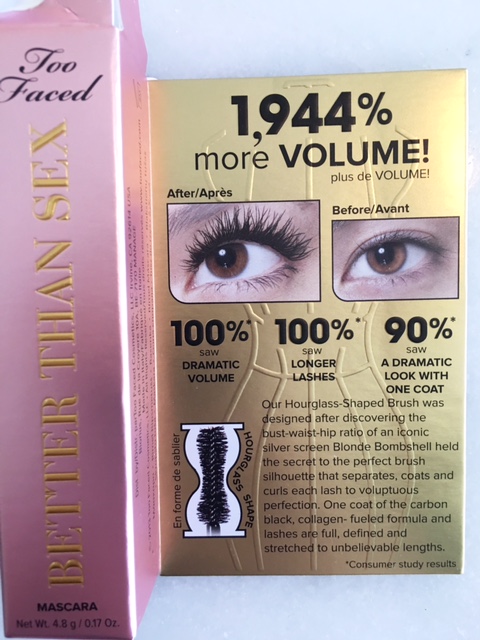 Too
Faced
BETTER THAN SEX
MASCARA
Net Wt. 4.8 g / 0.17 Oz.
1,944%
more VOLUME!
plus de VOLUME!
After/Après
Before/Avant
100%* 100%* 90%*
saw saw saw
DRAMATIC LONGER A DRAMATIC
VOLUME LASHES LOOK WITH
ONE COAT
En forme de sablier
HOURGLASS SHAPE
Our Hourglass-Shaped Brush was
designed after discovering the
bust-waist-hip ratio of an iconic
silver screen Blonde Bombshell held
the secret to the perfect brush
silhouette that separates, coats and
curls each lash to voluptuous
perfection. One coat of the carbon
black, collagen- fueled formula and
lashes are full, defined and
stretched to unbelievable lengths.
*Consumer study results